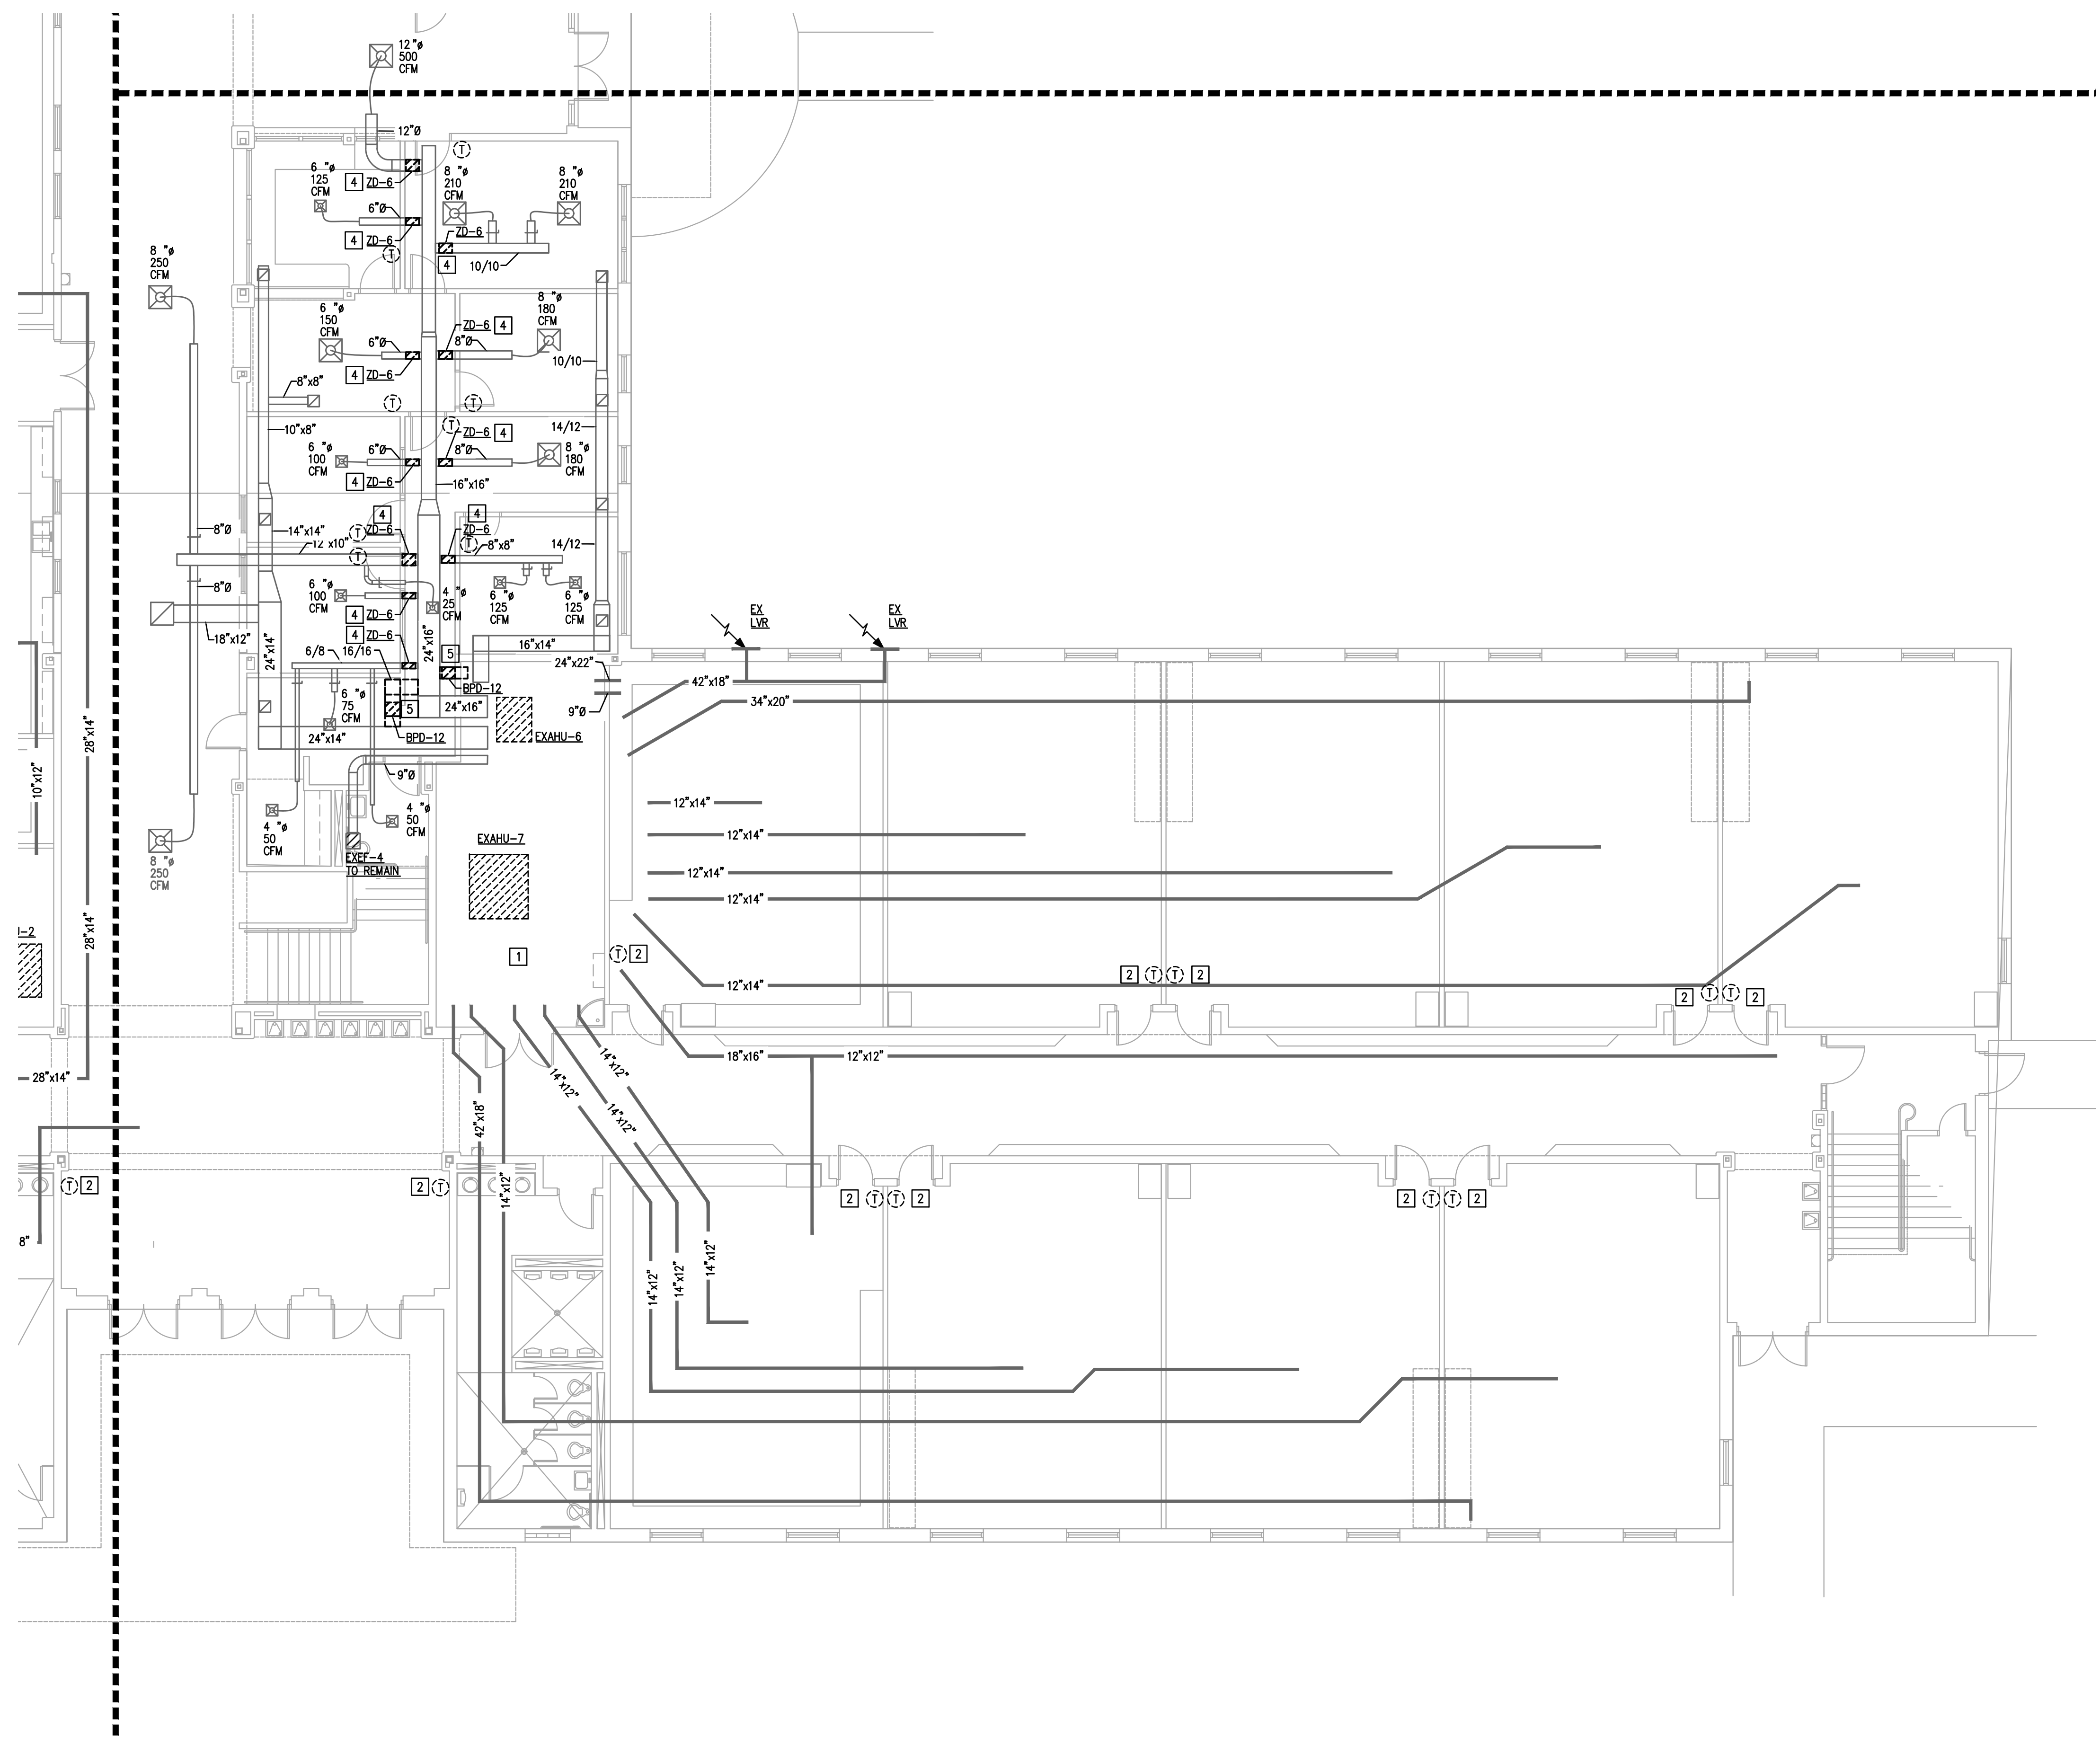 12"ø
500
CFM
12"Ø
T
6 "ø
125
CFM
4 ZD-6
8 "ø
210
CFM
8 "ø
210
CFM
6"Ø
4 ZD-6
T
ZD-6
4
10/10
8 "ø
250
CFM
6 "ø
150
CFM
8 "ø
180
CFM
ZD-6 4
6"Ø
8"Ø
4 ZD-6
10/10
8"x8"
T
T
T
10"x8"
14/12
ZD-6 4
6 "ø
100
CFM
6"Ø
8"Ø
8 "ø
180
CFM
4 ZD-6
16"x16"
4
4
8"Ø
14"x14"
T
ZD-6
ZD-6
12"x10"
T
T
8"x8"
14/12
8"Ø
6 "ø
100
CFM
4 ZD-6
4 "ø
25
CFM
6 "ø
125
CFM
6 "ø
125
CFM
18"x12"
24"x14"
6/8
16/16
4 ZD-6
24"x16"
5
16"x14"
EX
LVR
EX
LVR
24"x22"
42"x18"
BPD-12
34"x20"
6 "ø
75
CFM
5
24"x16"
9"Ø
24"x14"
BPD-12
EXAHU-6
9"Ø
28"x14"
10"x12"
12"x14"
4 "ø
50
CFM
4 "ø
50
CFM
12"x14"
EXAHU-7
8 "ø
250
CFM
EXEF-4
TO REMAIN
12"x14"
12"x14"
28"x14"
J-2
1
T 2
2 T T 2
12"x14"
2 T T 2
28"x14"
14"x12"
18"x16"
12"x12"
14"x12"
42"x18"
14"x12"
T 2
2 T
14"x12"
2 T T 2
2 T T 2
8"
14"x12"
14"x12"
14"x12"